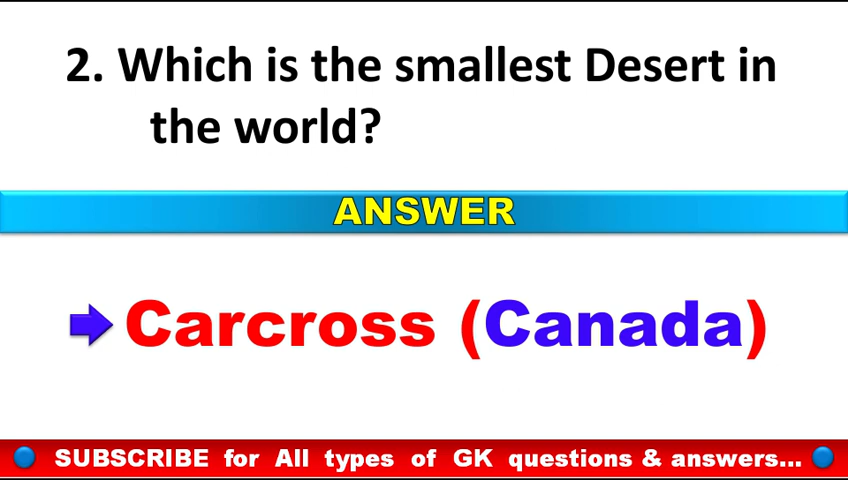 2. Which is the smallest Desert in
the world?
ANSWER
Carcross (Canada)
SUBSCRIBE for All types of GK questions & answers...